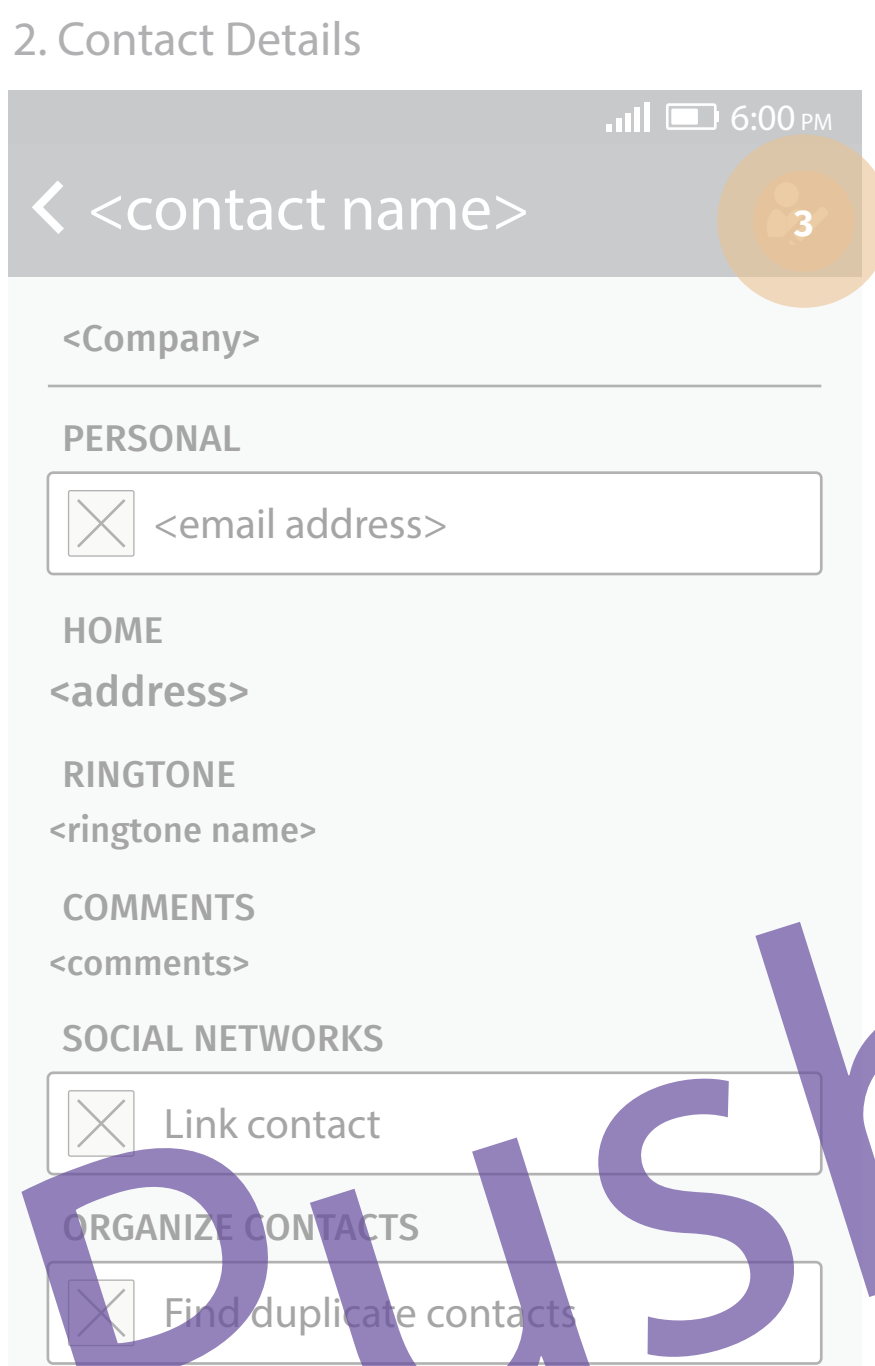 2. Contact Details
6:00 PM
<contact name>
3
<Company>
PERSONAL
<email address>
HOME
<address>
RINGTONE
<ringtone name>
COMMENTS
<comments>
SOCIAL NETWORKS
Link contact
ORGANIZE CONTACTS
Find duplicate contacts
Push